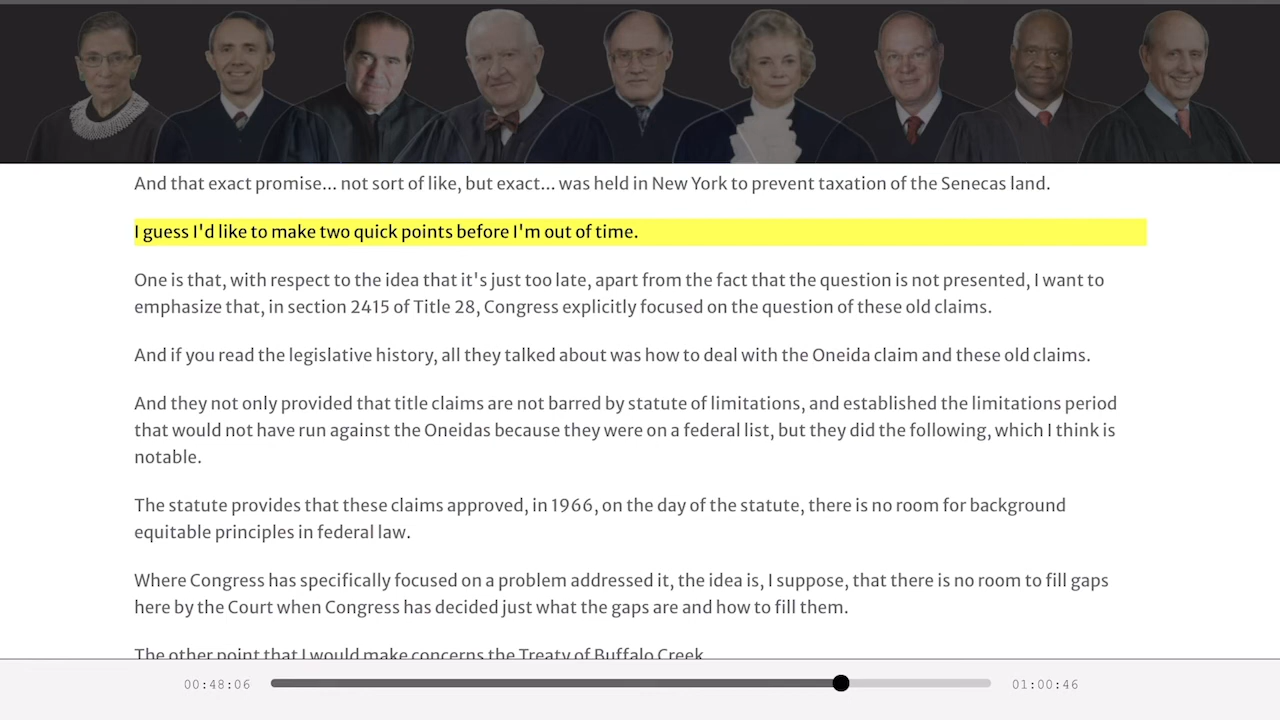 And that exact promise... not sort of like, but exact... was held in New York to prevent taxation of the Senecas land.
I guess I'd like to make two quick points before I'm out of time.
One is that, with respect to the idea that it's just too late, apart from the fact that the question is not presented, I want to
emphasize that, in section 2415 of Title 28, Congress explicitly focused on the question of these old claims.
And if you read the legislative history, all they talked about was how to deal with the Oneida claim and these old claims.
And they not only provided that title claims are not barred by statute of limitations, and established the limitations period
that would not have run against the Oneidas because they were on a federal list, but they did the following, which I think is
notable.
The statute provides that these claims approved, in 1966, on the day of the statute, there is no room for background
equitable principles in federal law.
Where Congress has specifically focused on a problem addressed it, the idea is, I suppose, that there is no room to fill gaps
here by the Court when Congress has decided just what the gaps are and how to fill them.
The other point that I would make concerns the Treaty of Buffalo Creek
00:48:06
01:00:46